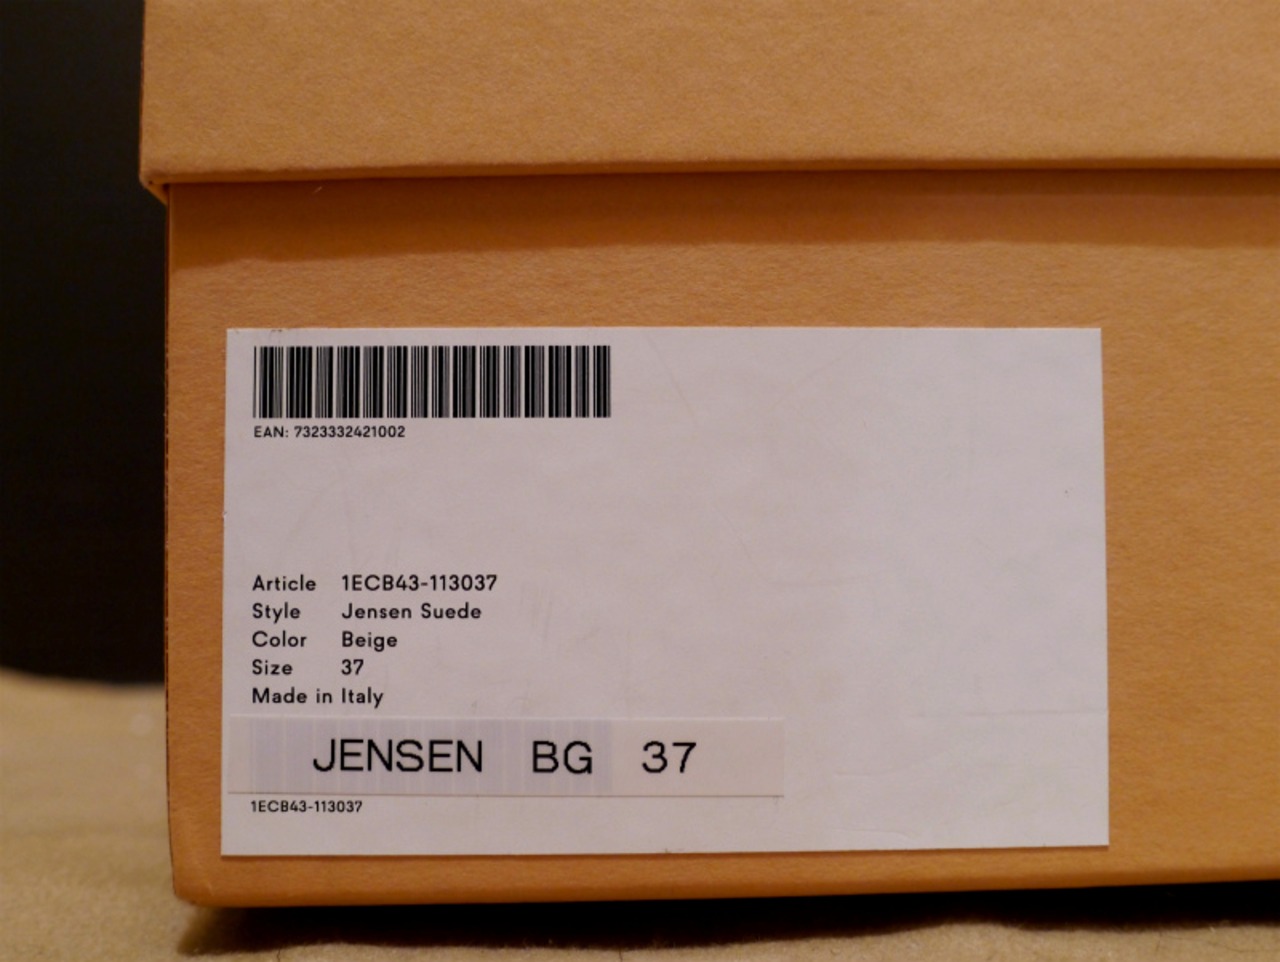 EAN: 7323332421002
Article 1ECB43-113037
Style Jensen Suede
Color Beige
Size 37
Made in Italy
JENSEN BG 37
1ECB43-113037